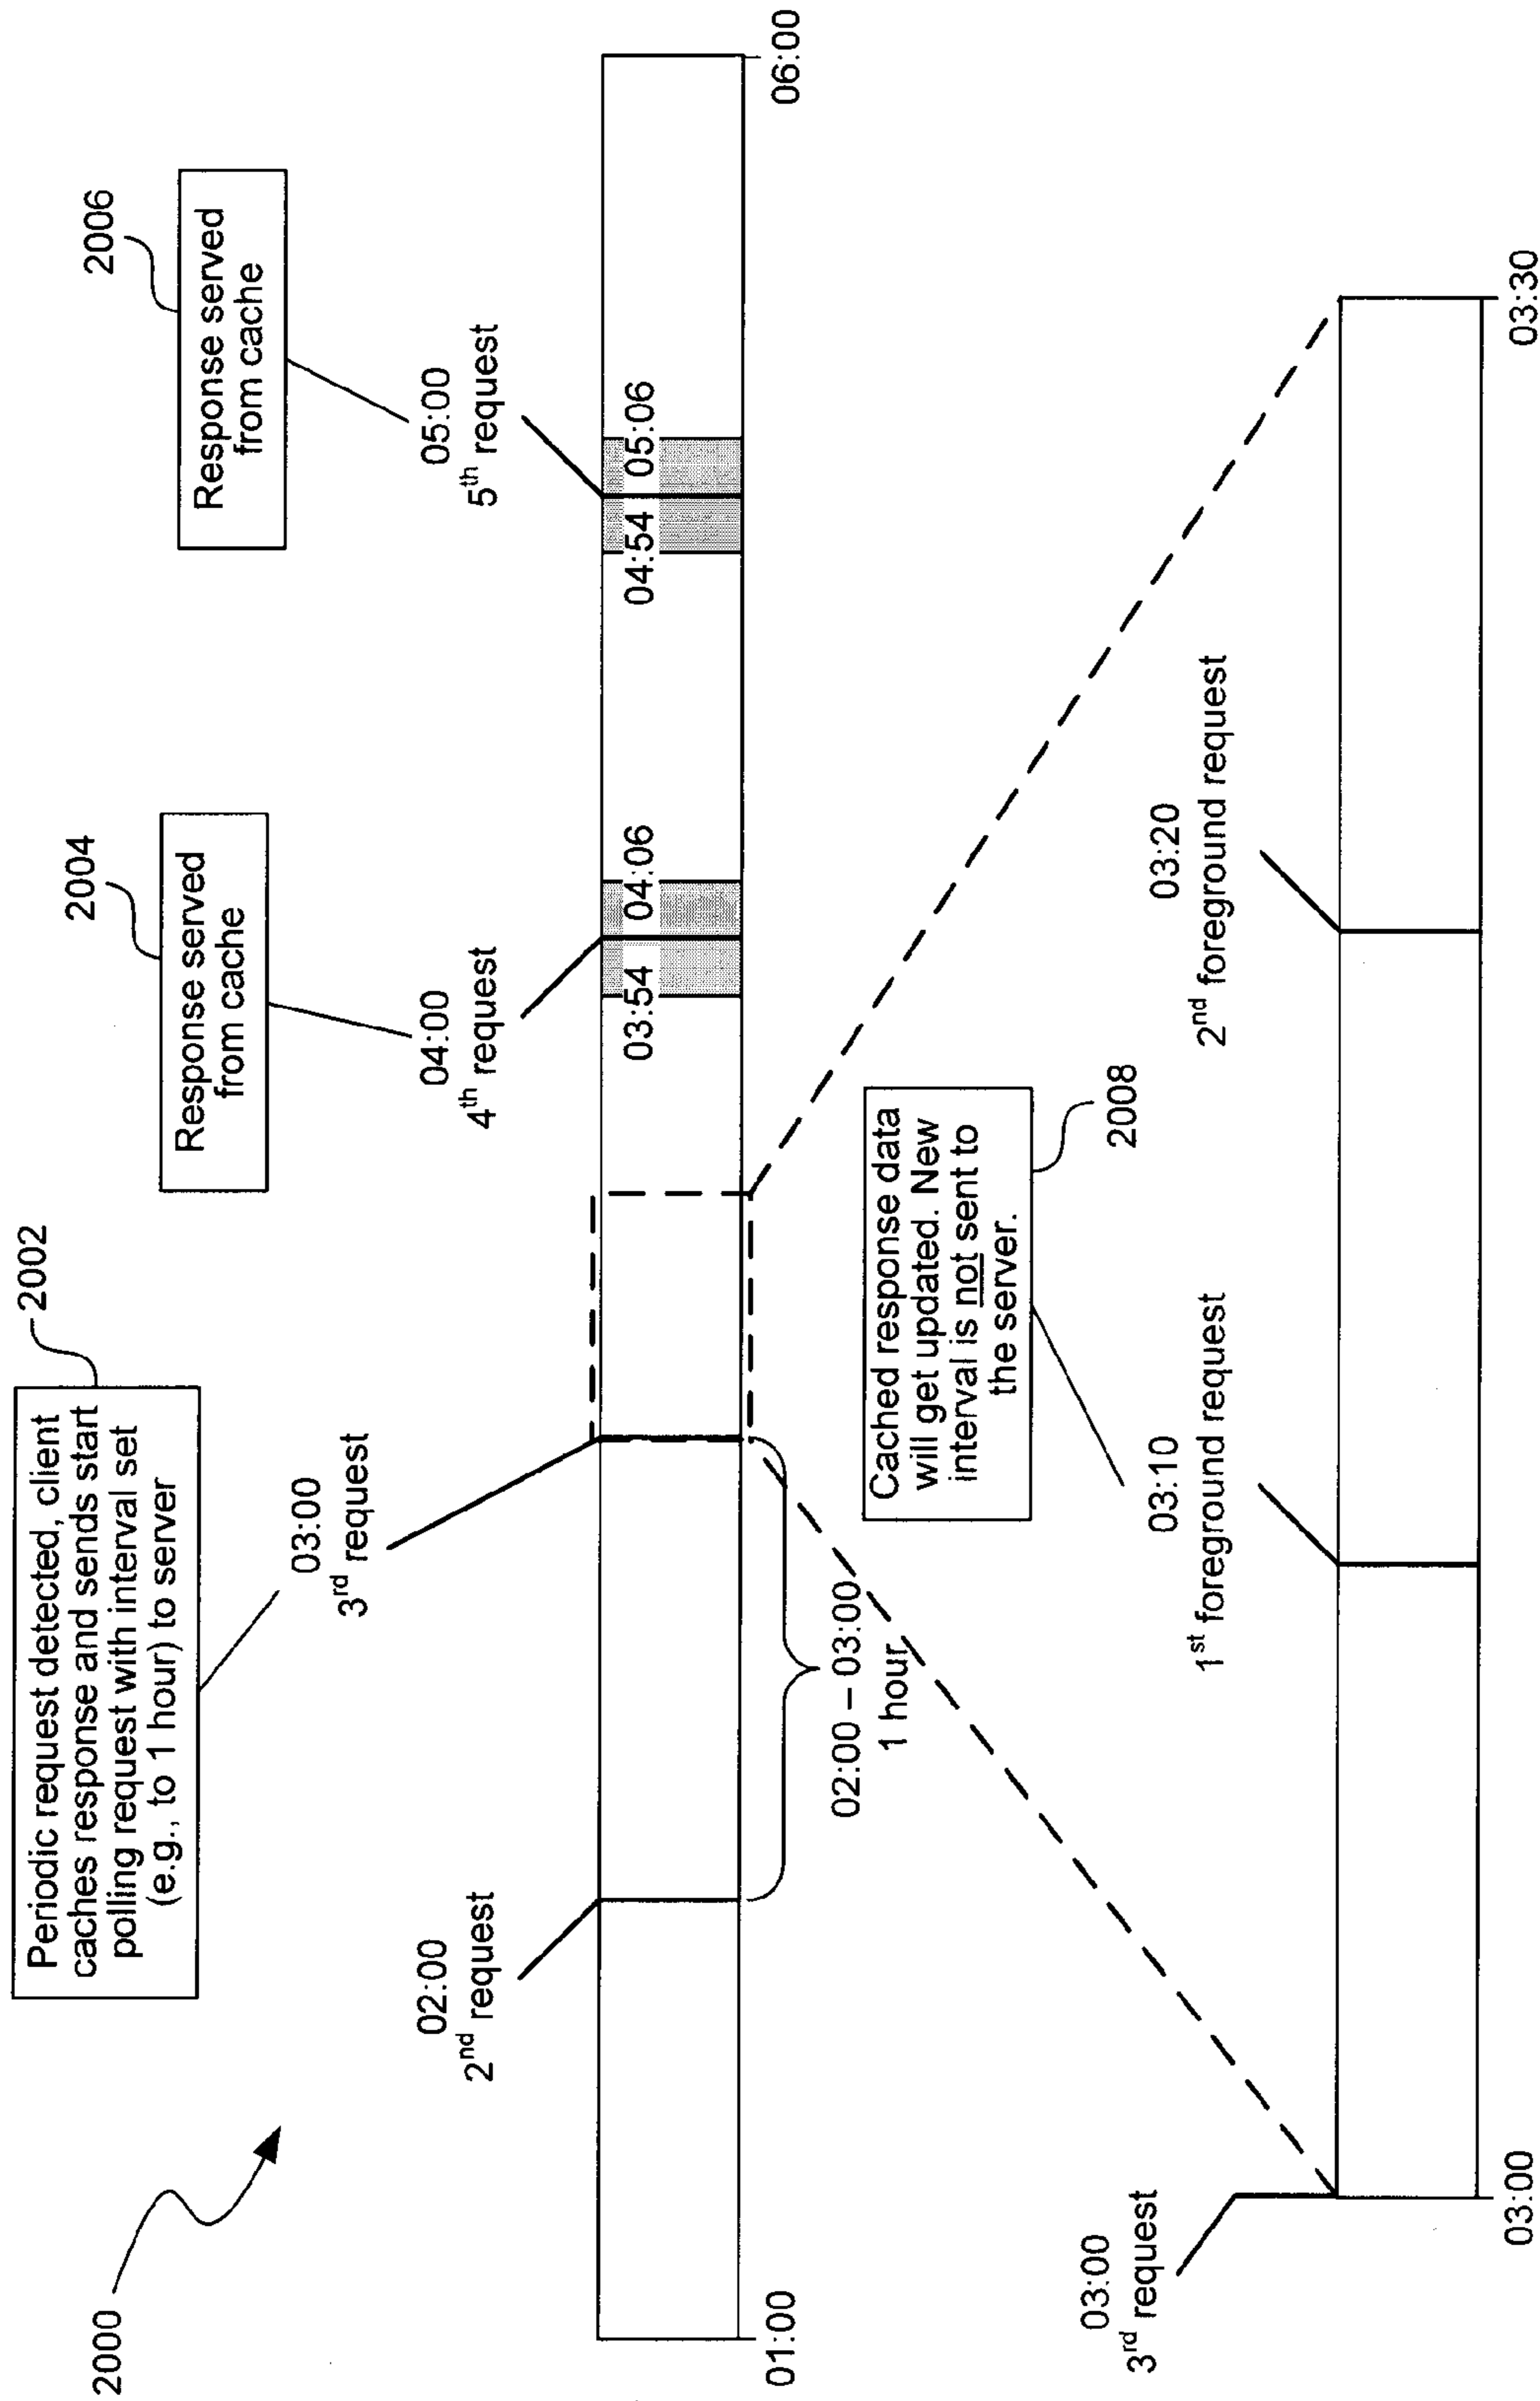 2000
Periodic request detected, client
caches response and sends start
polling request with interval set
(e.g., to 1 hour) to server
2002
Response served
from cache
2004
Response served
from cache
2006
02:00
2nd request
03:00
3rd request
04:00
4th request
05:00
5th request
03:54
04:06
04:54
05:06
01:00
06:00
02:00 – 03:00
1 hour
Cached response data
will get updated. New
interval is not sent to
the server.
2008
03:00
3rd request
03:10
1st foreground request
03:20
2nd foreground request
03:00
03:30